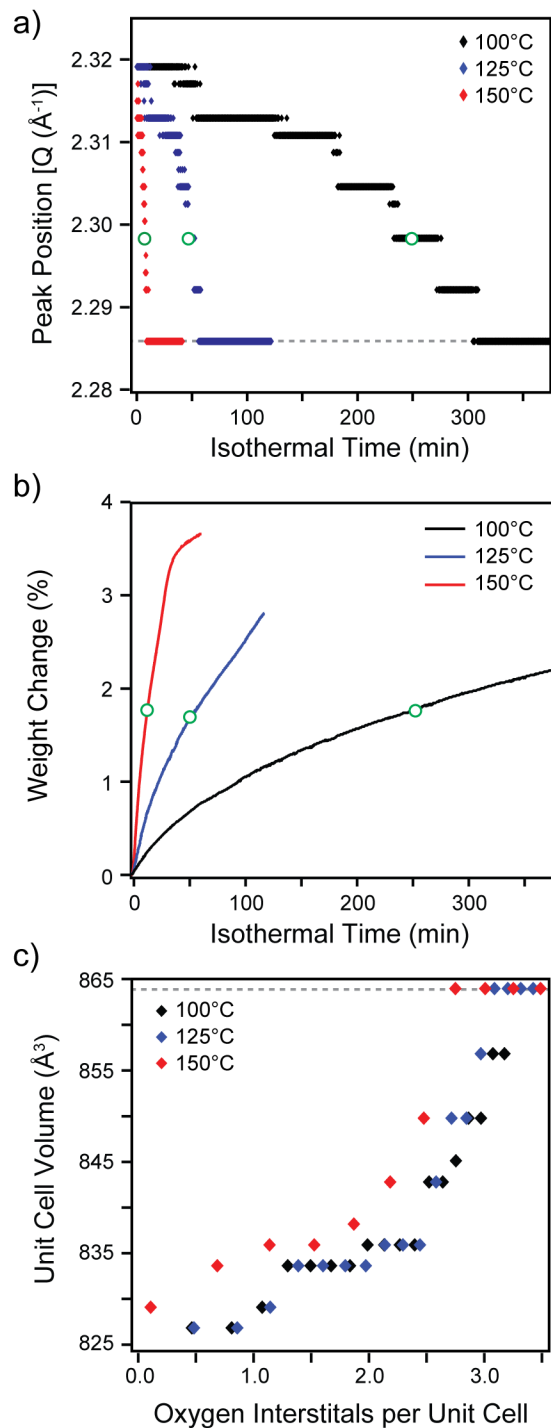 a)
2.32
2.31
2.30
2.29
2.28
Peak Position [Q (Å⁻¹)]
100°C
125°C
150°C
0
100
200
300
Isothermal Time (min)
b)
4
3
2
1
0
Weight Change (%)
100°C
125°C
150°C
0
100
200
300
Isothermal Time (min)
c)
865
855
845
835
825
Unit Cell Volume (Å³)
100°C
125°C
150°C
0.0
1.0
2.0
3.0
Oxygen Interstitals per Unit Cell